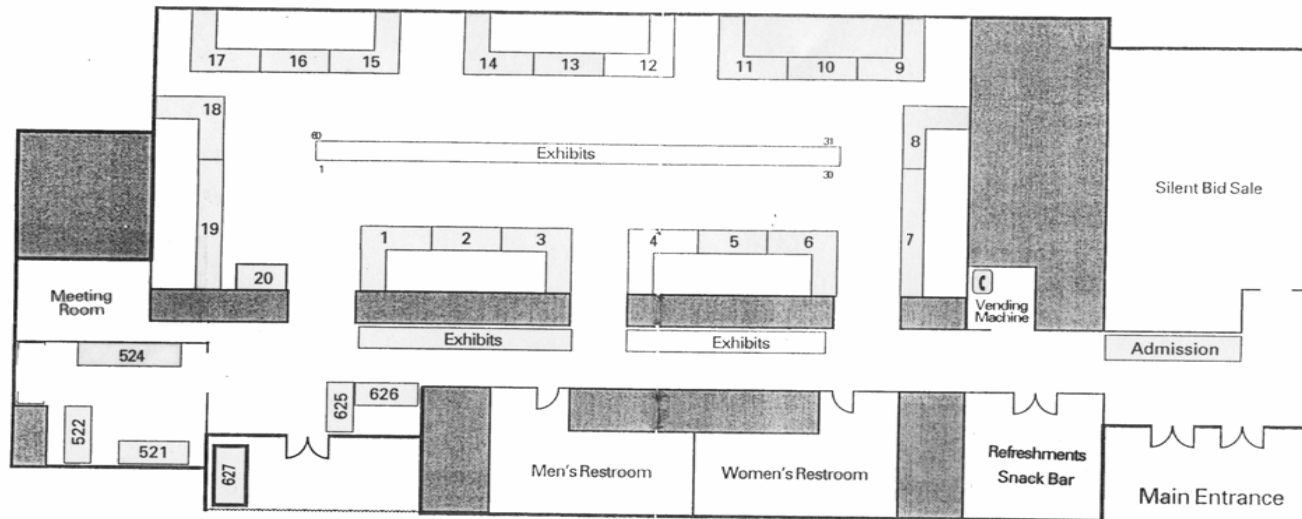 17 16 15
14 13 12
11 10 9
18
60 31
Exhibits
1 30
8
Silent Bid Sale
19
7
1 2 3
4 5 6
20
Meeting
Room
Vending
Machine
Exhibits
Exhibits
Admission
524
625
626
522
521
627
Men's Restroom
Women's Restroom
Refreshments
Snack Bar
Main Entrance